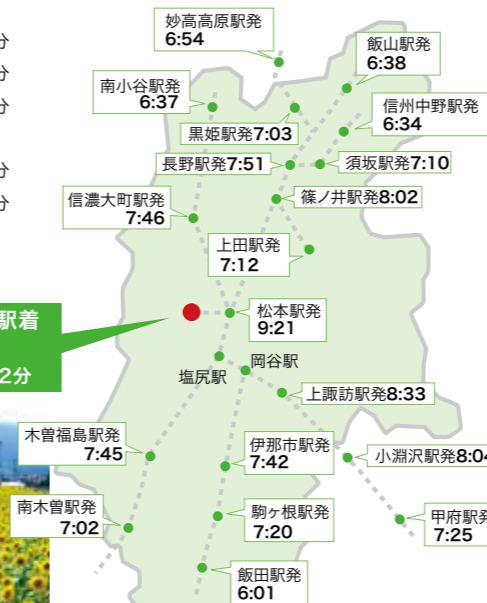 分
分
分
分
分
妙高高原駅発
6:54
飯山駅発
6:38
南小谷駅発
6:37
信州中野駅発
6:34
黒姫駅発7:03
長野駅発7:51
須坂駅発7:10
信濃大町駅発
7:46
篠ノ井駅発8:02
上田駅発
7:12
駅着
2分
松本駅発
9:21
塩尻駅
岡谷駅
上諏訪駅発8:33
木曽福島駅発
7:45
伊那市駅発
7:42
小淵沢駅発8:04
南木曽駅発
7:02
駒ヶ根駅発
7:20
甲府駅発
7:25
飯田駅発
6:01